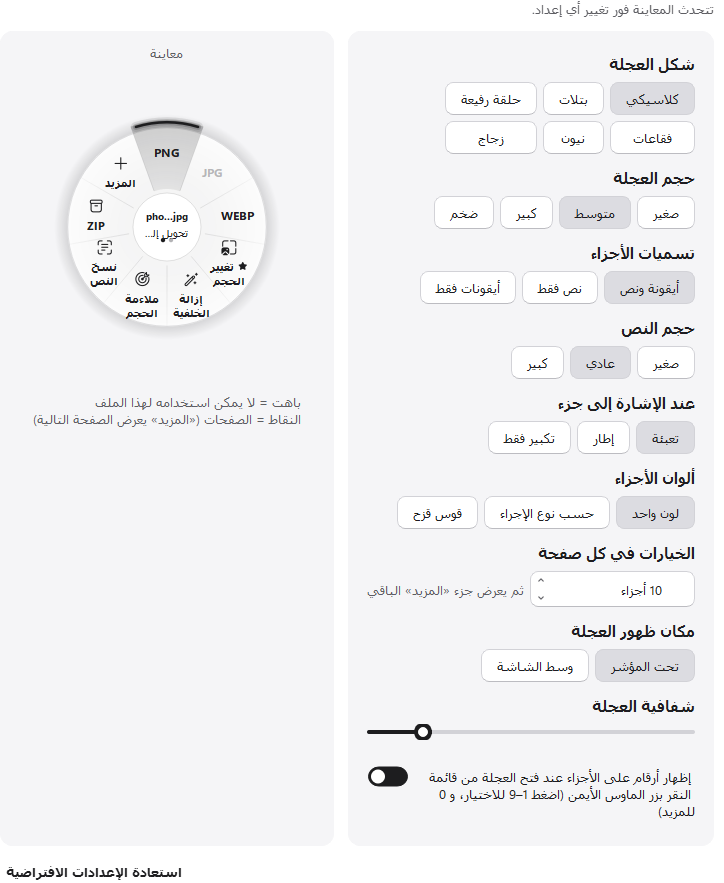 تتحدث المعاينة فور تغيير أي إعداد.
شكل العجلة
كلاسيكي
بتلات
حلقة رفيعة
فقاعات
نيون
زجاج
حجم العجلة
صغير
متوسط
كبير
ضخم
تسميات الأجزاء
أيقونة ونص
نص فقط
أيقونات فقط
حجم النص
صغير
عادي
كبير
عند الإشارة إلى جزء
تعبئة
إطار
تكبير فقط
ألوان الأجزاء
لون واحد
حسب نوع الإجراء
قوس قزح
الخيارات في كل صفحة
10 أجزاء
ثم يعرض جزء «المزيد» الباقي
مكان ظهور العجلة
تحت المؤشر
وسط الشاشة
شفافية العجلة
إظهار أرقام على الأجزاء عند فتح العجلة من قائمة
النقر بزر الماوس الأيمن (اضغط 1–9 للاختيار، و 0
للمزيد)
معاينة
PNG
JPG
WEBP
تغيير
الحجم
إزالة
الخلفية
ملاءمة
الحجم
نسخ
النص
ZIP
المزيد
pho...jpg
تحويل إلـ...
باهت = لا يمكن استخدامه لهذا الملف
النقاط = الصفحات («المزيد» يعرض الصفحة التالية)
استعادة الإعدادات الافتراضية